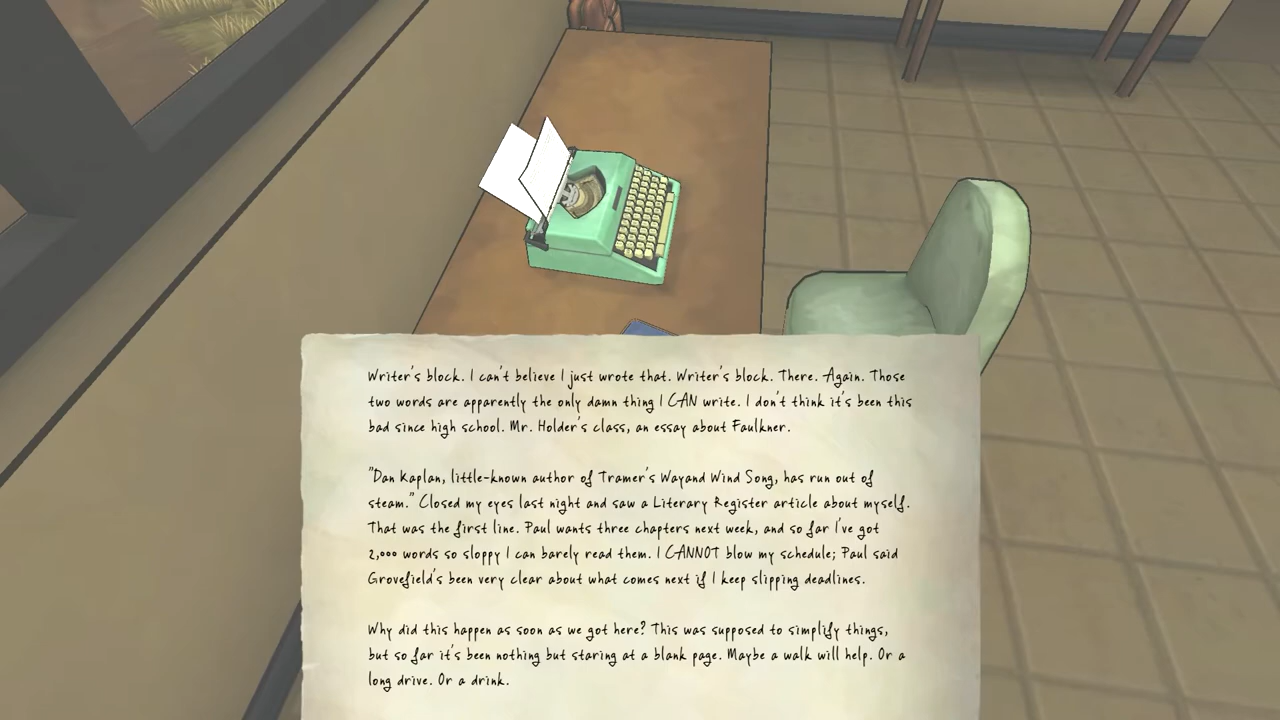 Writer's block. I can't believe I just wrote that. Writer's block. There. Again. Those
two words are apparently the only damn thing I CAN write. I don't think it's been this
bad since high school. Mr. Holder's class, an essay about Faulkner.
"Dan Kaplan, little-known author of Tramer's Wayand Wind Song, has run out of
steam." Closed my eyes last night and saw a Literary Register article about myself.
That was the first line. Paul wants three chapters next week, and so far I've got
2,000 words so sloppy I can barely read them. I CANNOT blow my schedule; Paul said
Grovefield's been very clear about what comes next if I keep slipping deadlines.
Why did this happen as soon as we got here? This was supposed to simplify things,
but so far it's been nothing but staring at a blank page. Maybe a walk will help. Or a
long drive. Or a drink.